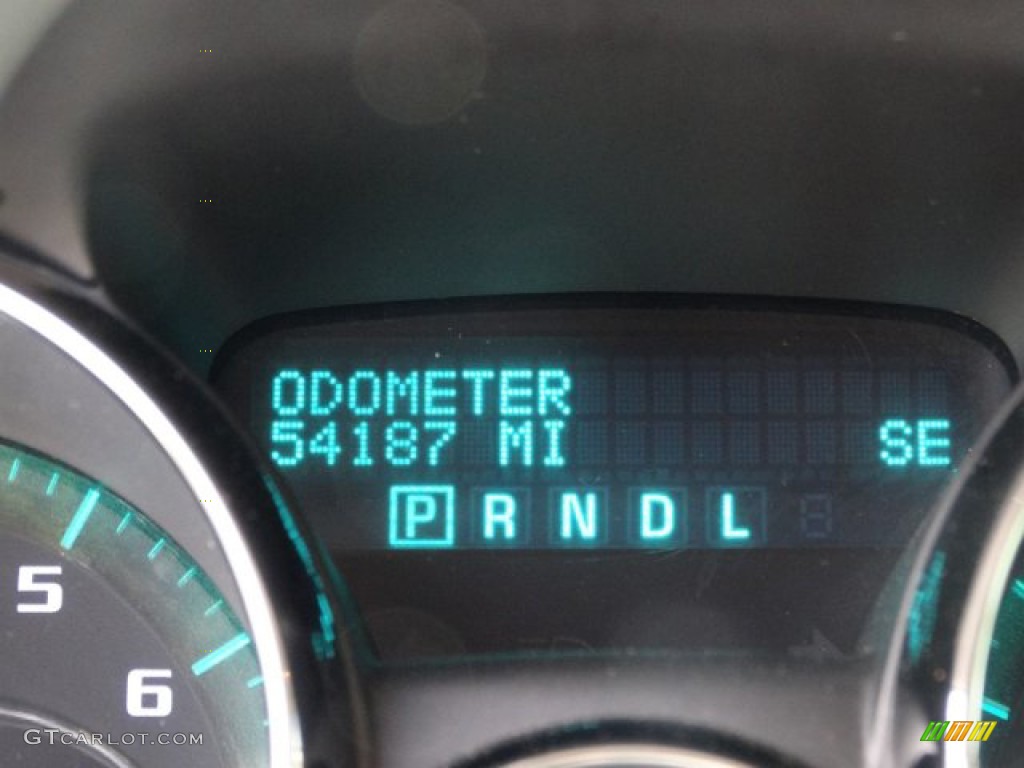 ODOMETER
54187 MI SE
P R N D L
5
6
GTCARLOT.COM